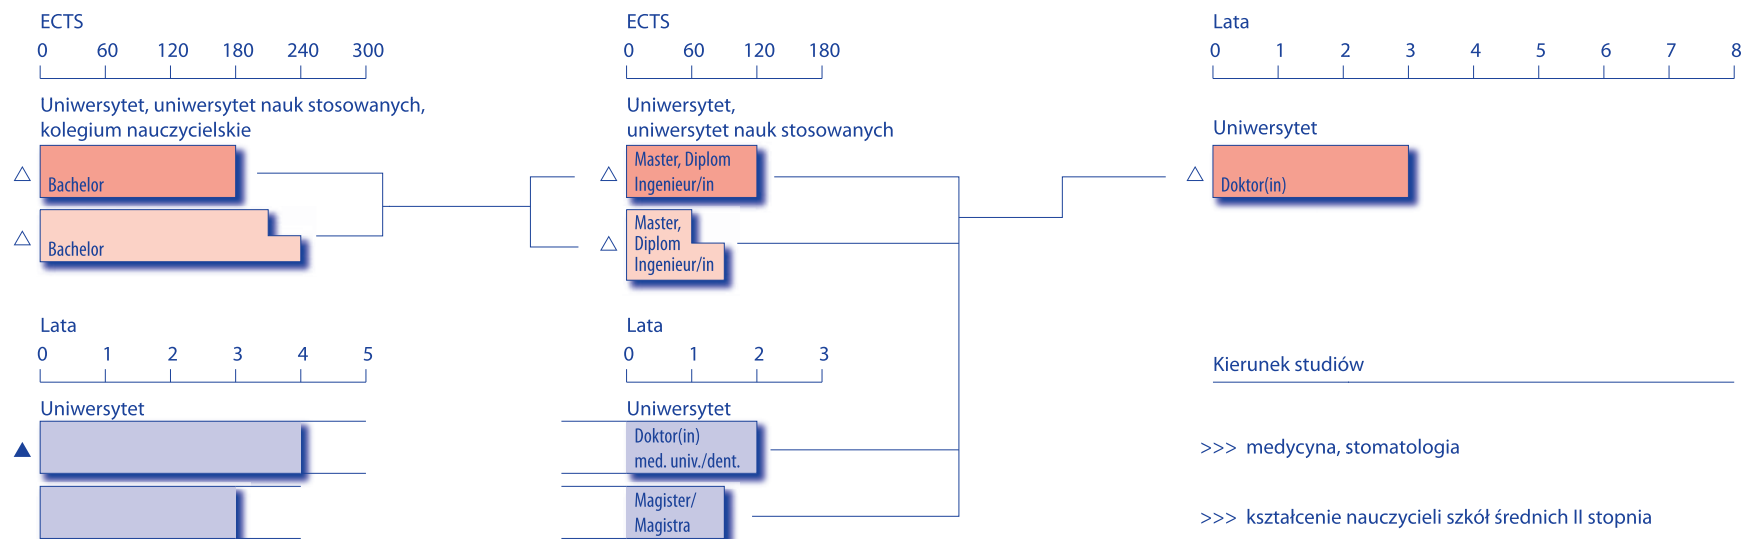 ECTS
0 60 120 180 240 300
Uniwersytet, uniwersytet nauk stosowanych,
kolegium nauczycielskie
Bachelor
Bachelor
Lata
0 1 2 3 4 5
Uniwersytet
ECTS
0 60 120 180
Uniwersytet,
uniwersytet nauk stosowanych
Master, Diplom
Ingenieur/in
Master,
Diplom
Ingenieur/in
Lata
0 1 2 3
Uniwersytet
Doktor(in)
med. univ./dent.
Magister/
Magistra
Lata
0 1 2 3 4 5 6 7 8
Uniwersytet
Doktor(in)
Kierunek studiów
>>> medycyna, stomatologia
>>> kształcenie nauczycieli szkół średnich II stopnia